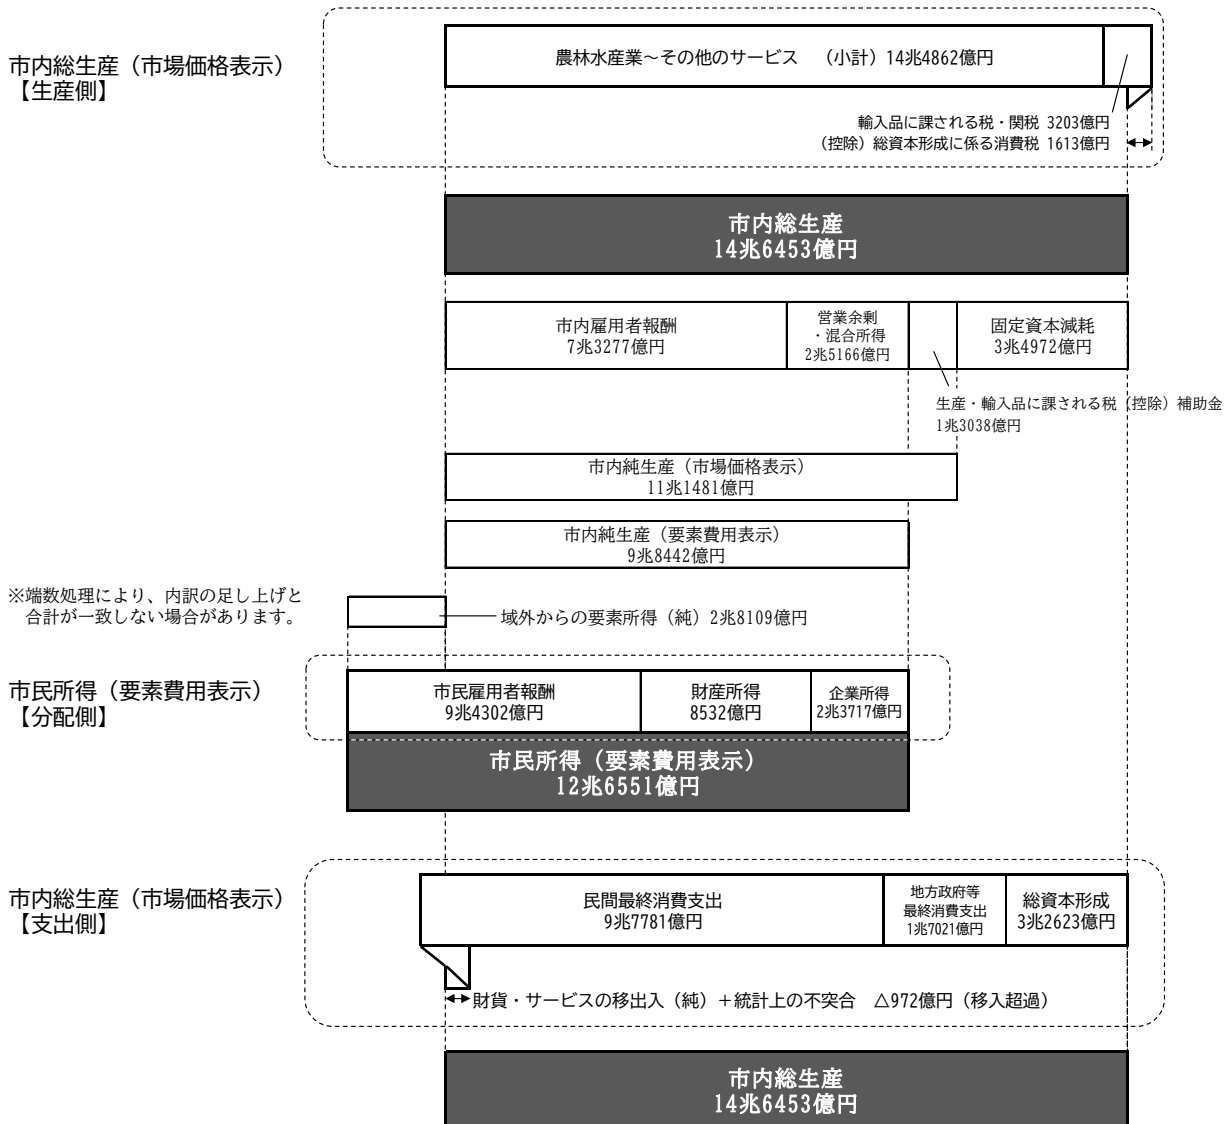 市内総生産（市場価格表示）
【生産側】
農林水産業～その他のサービス　（小計）14兆4862億円
輸入品に課される税・関税 3203億円
（控除）総資本形成に係る消費税 1613億円
市内総生産
14兆6453億円
市内雇用者報酬
7兆3277億円
営業余剰
・混合所得
2兆5166億円
固定資本減耗
3兆4972億円
生産・輸入品に課される税（控除）補助金
1兆3038億円
市内純生産（市場価格表示）
11兆1481億円
市内純生産（要素費用表示）
9兆8442億円
※端数処理により、内訳の足し上げと
合計が一致しない場合があります。
域外からの要素所得（純）2兆8109億円
市民所得（要素費用表示）
【分配側】
市民雇用者報酬
9兆4302億円
財産所得
8532億円
企業所得
2兆3717億円
市民所得（要素費用表示）
12兆6551億円
市内総生産（市場価格表示）
【支出側】
民間最終消費支出
9兆7781億円
地方政府等
最終消費支出
1兆7021億円
総資本形成
3兆2623億円
財貨・サービスの移出入（純）＋統計上の不突合　△972億円（移入超過）
市内総生産
14兆6453億円